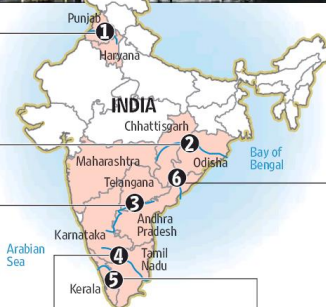 Punjab
1
Haryana
INDIA
Chhattisgarh
2
Maharashtra
Odisha
Bay of
Bengal
Telangana
6
3
Andhra
Pradesh
Karnataka
Arabian
Sea
4
Tamil
Nadu
5
Kerala